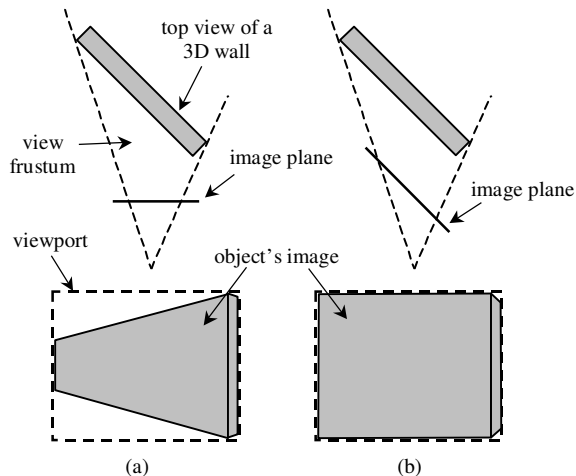 top view of a
3D wall
view
frustum
image plane
image plane
viewport
object's image
(a)
(b)